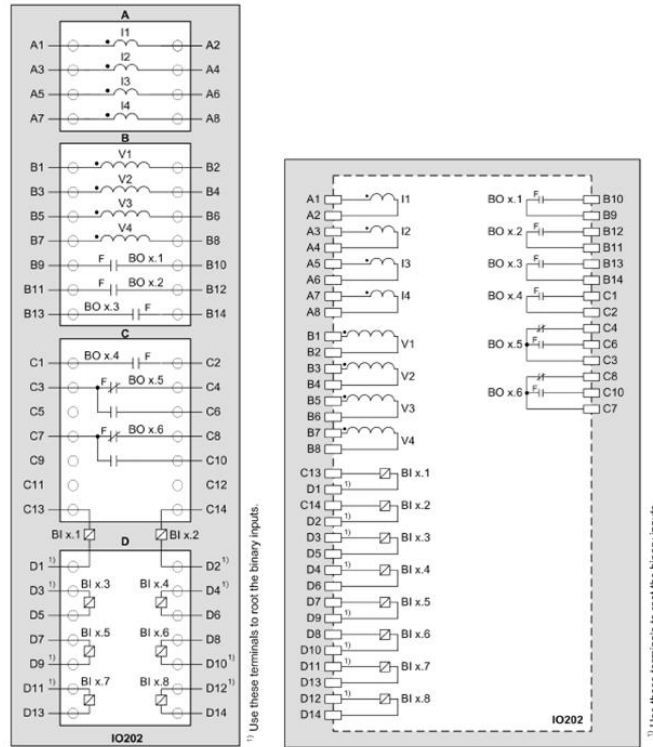 A
A1 I1 A2
A3 I2 A4
A5 I3 A6
A7 I4 A8
B
B1 V1 B2
B3 V2 B4
B5 V3 B6
B7 V4 B8
B9 F BO x.1 B10
B11 F BO x.2 B12
B13 BO x.3 F B14
C
C1 BO x.4 F C2
C3 F BO x.5 C4
C5 C6
C7 F BO x.6 C8
C9 C10
C11 C12
C13 C14
BI x.1 BI x.2
D
D1 1) D2 1)
D3 1) BI x.3 BI x.4 D4 1)
D5 D6
D7 BI x.5 BI x.6 D8
D9 1) D10 1)
D11 1) BI x.7 BI x.8 D12 1)
D13 D14
IO202
1) Use these terminals to root the binary inputs.
A1 I1 BO x.1 F B10
A2 B9
A3 I2 BO x.2 F B12
A4 B11
A5 I3 BO x.3 F B13
A6 B14
A7 I4 BO x.4 F C1
A8 C2
C4
B1 V1 BO x.5 F C6
B2 C3
B3 V2 C8
B4 BO x.6 F C10
B5 V3 C7
B6
B7 V4
B8
C13 BI x.1
D1 1)
C14 BI x.2
D2 1)
D3 1) BI x.3
D5
D4 1) BI x.4
D6
D7 BI x.5
D9 1)
D8 BI x.6
D10 1)
D11 1) BI x.7
D13
D12 1) BI x.8
D14
IO202
1) Use these terminals to root the binary inputs.